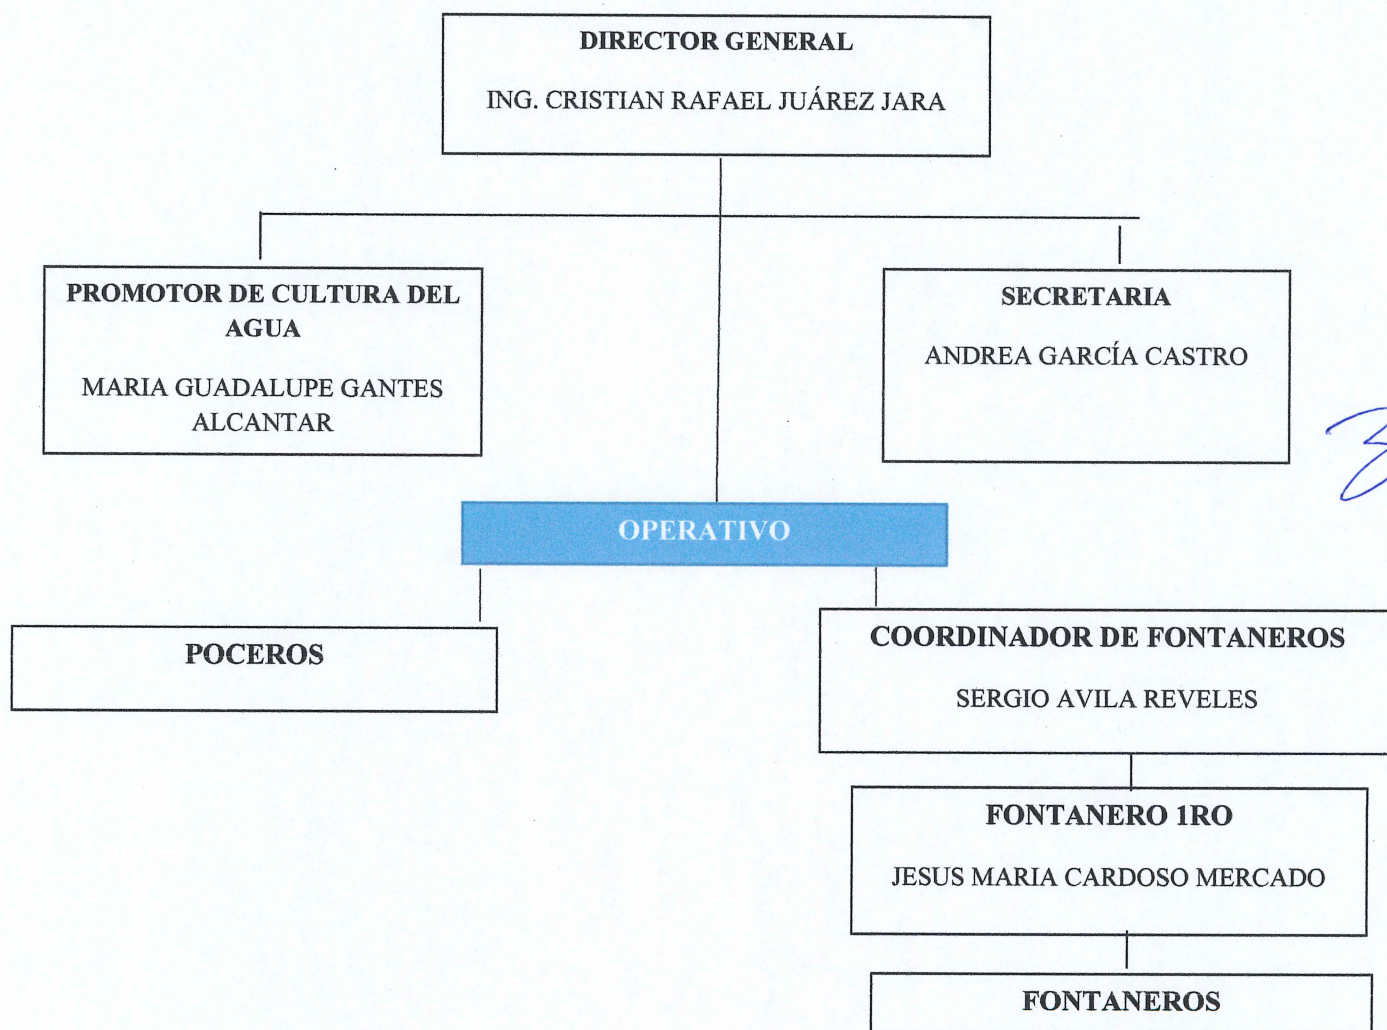 DIRECTOR GENERAL
ING. CRISTIAN RAFAEL JUÁREZ JARA
PROMOTOR DE CULTURA DEL
AGUA
MARIA GUADALUPE GANTES
ALCANTAR
SECRETARIA
ANDREA GARCÍA CASTRO
OPERATIVO
POCEROS
COORDINADOR DE FONTANEROS
SERGIO AVILA REVELES
FONTANERO 1RO
JESUS MARIA CARDOSO MERCADO
FONTANEROS